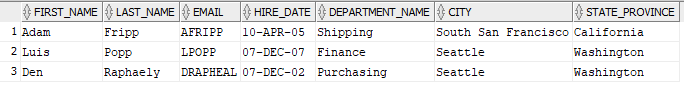 FIRST_NAME LAST_NAME EMAIL HIRE_DATE DEPARTMENT_NAME CITY STATE_PROVINCE
1 Adam Fripp AFRIPP 10-APR-05 Shipping South San Francisco California
2 Luis Popp LPOPP 07-DEC-07 Finance Seattle Washington
3 Den Raphaely DRAPHEAL 07-DEC-02 Purchasing Seattle Washington